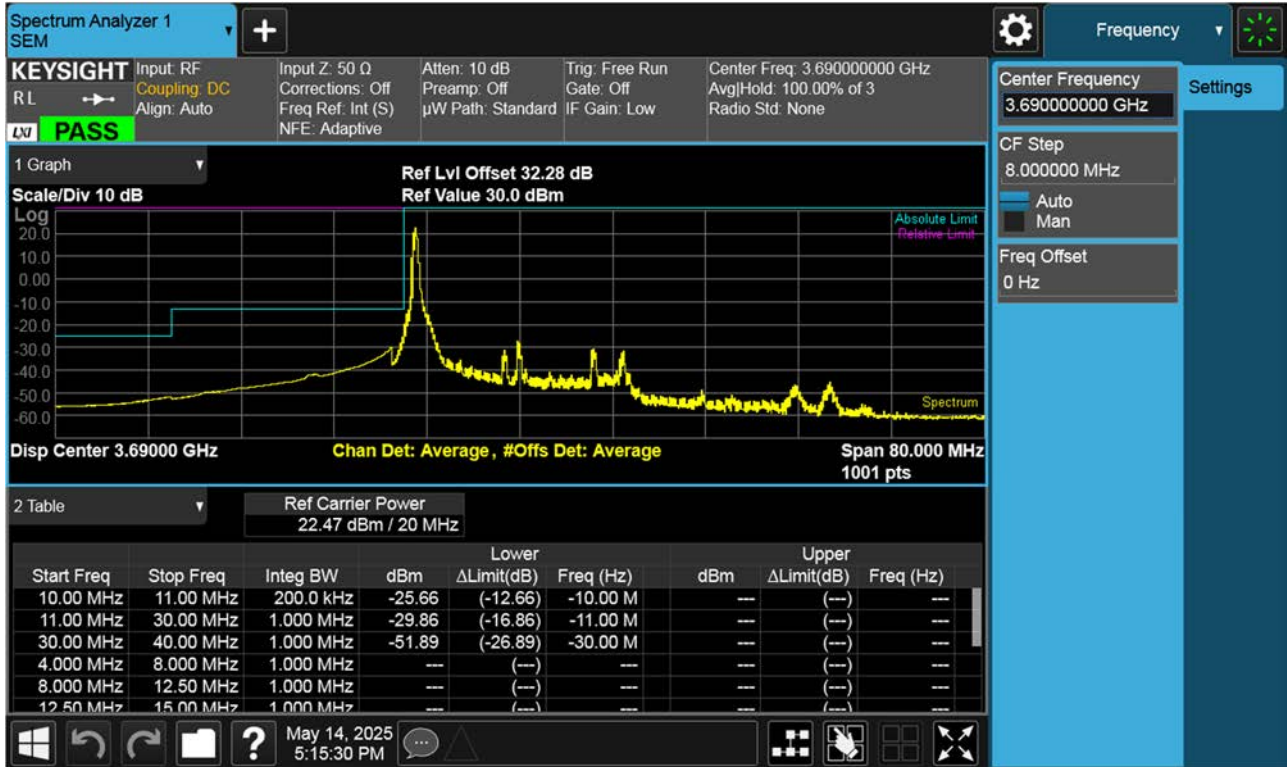 Spectrum Analyzer 1
SEM
+
Frequency
KEYSIGHT
RL
LXI
PASS
Input: RF
Coupling: DC
Align: Auto
Input Z: 50 Ω
Corrections: Off
Freq Ref: Int (S)
NFE: Adaptive
Atten: 10 dB
Preamp: Off
µW Path: Standard
Trig: Free Run
Gate: Off
IF Gain: Low
Center Freq: 3.690000000 GHz
Avg|Hold: 100.00% of 3
Radio Std: None
Center Frequency
3.690000000 GHz
Settings
CF Step
8.000000 MHz
Auto
Man
Freq Offset
0 Hz
1 Graph
Scale/Div 10 dB
Ref Lvl Offset 32.28 dB
Ref Value 30.0 dBm
Log
20.0
10.0
0.00
-10.0
-20.0
-30.0
-40.0
-50.0
-60.0
Absolute Limit
Relative Limit
Spectrum
Disp Center 3.69000 GHz
Chan Det: Average, #Offs Det: Average
Span 80.000 MHz
1001 pts
2 Table
Ref Carrier Power
22.47 dBm / 20 MHz
Lower Upper
Start Freq Stop Freq Integ BW dBm ΔLimit(dB) Freq (Hz) dBm ΔLimit(dB) Freq (Hz)
10.00 MHz 11.00 MHz 200.0 kHz -25.66 (-12.66) -10.00 M --- (---) ---
11.00 MHz 30.00 MHz 1.000 MHz -29.86 (-16.86) -11.00 M --- (---) ---
30.00 MHz 40.00 MHz 1.000 MHz -51.89 (-26.89) -30.00 M --- (---) ---
4.000 MHz 8.000 MHz 1.000 MHz --- (---) --- --- (---) ---
8.000 MHz 12.50 MHz 1.000 MHz --- (---) --- --- (---) ---
12.50 MHz 15.00 MHz 1.000 MHz --- (---) --- --- (---) ---
?
May 14, 2025
5:15:30 PM